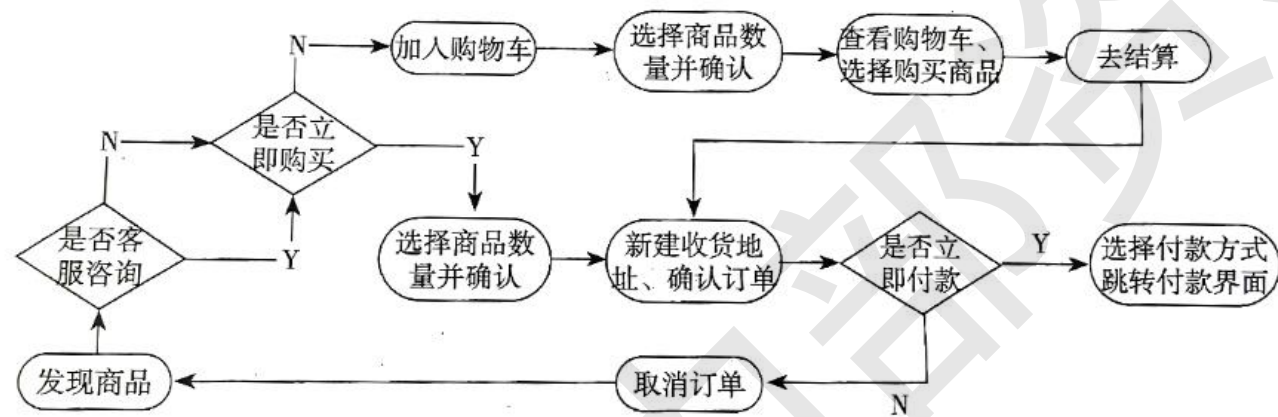 N
加入购物车
选择商品数
量并确认
查看购物车、
选择购买商品
去结算
N
是否立
即购买
Y
是否客
服咨询
Y
选择商品数
量并确认
新建收货地
址、确认订单
是否立
即付款
Y
选择付款方式
跳转付款界面
发现商品
取消订单
N